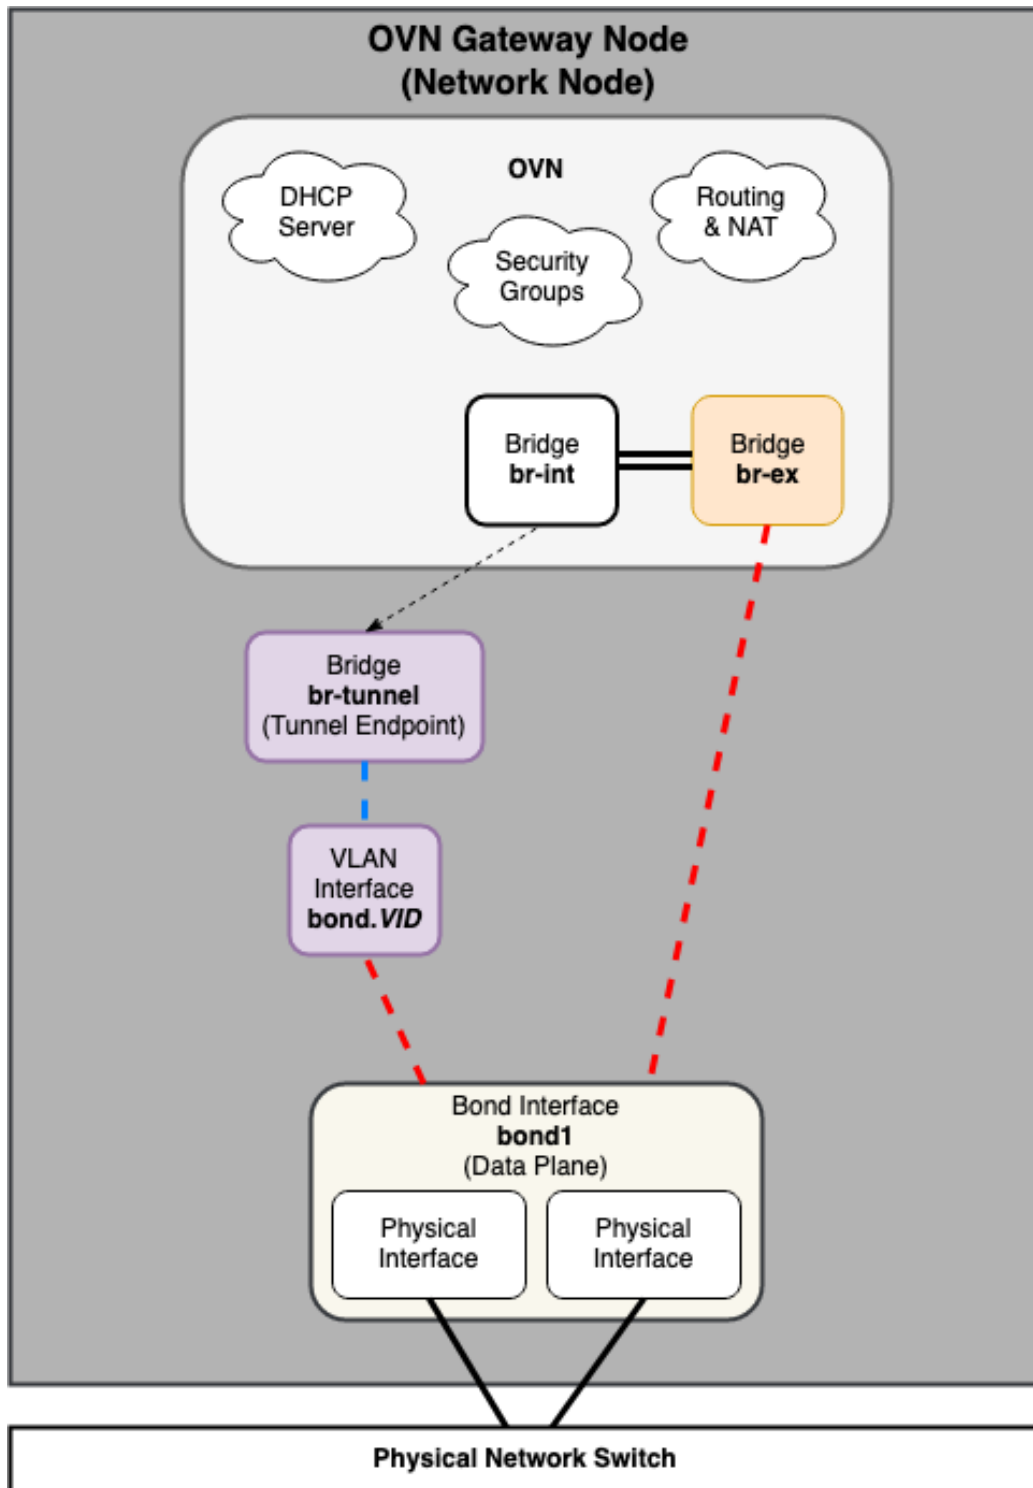 OVN Gateway Node
(Network Node)
OVN
DHCP
Server
Routing
& NAT
Security
Groups
Bridge
br-int
Bridge
br-ex
Bridge
br-tunnel
(Tunnel Endpoint)
VLAN
Interface
bond.VID
Bond Interface
bond1
(Data Plane)
Physical
Interface
Physical
Interface
Physical Network Switch